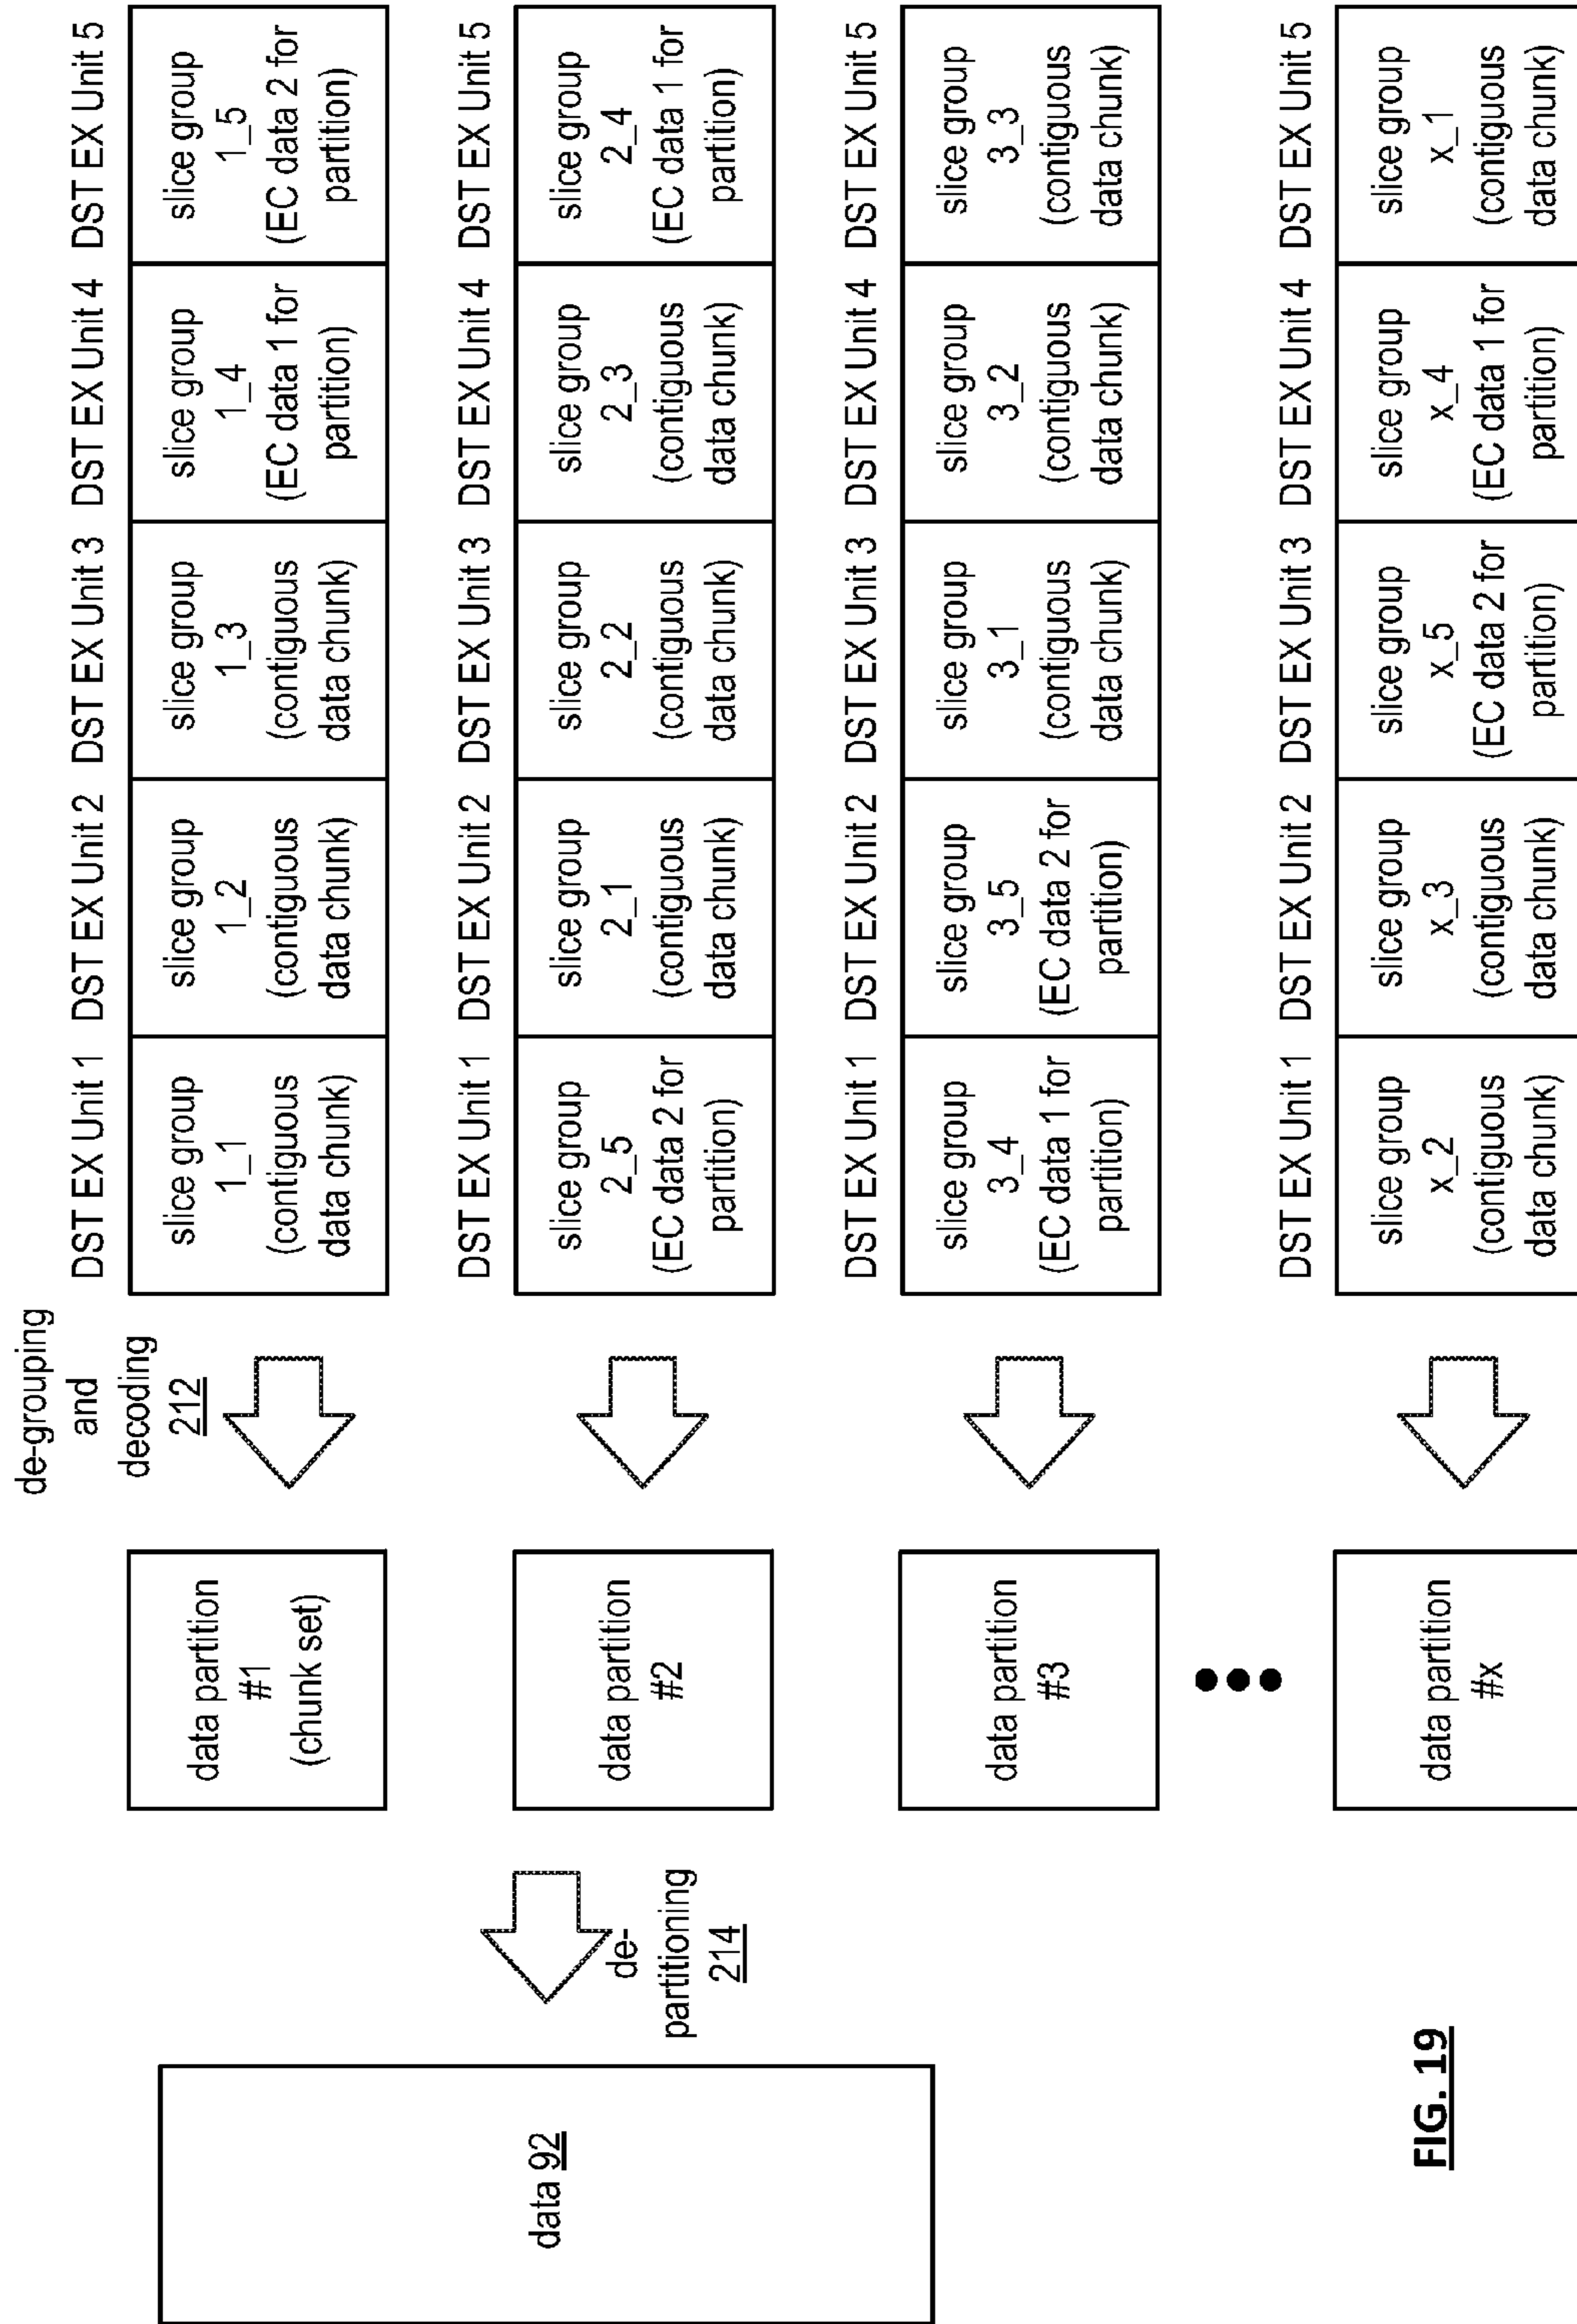 de-grouping
and
decoding
212
DST EX Unit 1 DST EX Unit 2 DST EX Unit 3 DST EX Unit 4 DST EX Unit 5
data 92
de-
partitioning
214
data partition
#1
(chunk set)
slice group
1_1
(contiguous
data chunk)
slice group
1_2
(contiguous
data chunk)
slice group
1_3
(contiguous
data chunk)
slice group
1_4
(EC data 1 for
partition)
slice group
1_5
(EC data 2 for
partition)
DST EX Unit 1 DST EX Unit 2 DST EX Unit 3 DST EX Unit 4 DST EX Unit 5
data partition
#2
slice group
2_5
(EC data 2 for
partition)
slice group
2_1
(contiguous
data chunk)
slice group
2_2
(contiguous
data chunk)
slice group
2_3
(contiguous
data chunk)
slice group
2_4
(EC data 1 for
partition)
DST EX Unit 1 DST EX Unit 2 DST EX Unit 3 DST EX Unit 4 DST EX Unit 5
data partition
#3
slice group
3_4
(EC data 1 for
partition)
slice group
3_5
(EC data 2 for
partition)
slice group
3_1
(contiguous
data chunk)
slice group
3_2
(contiguous
data chunk)
slice group
3_3
(contiguous
data chunk)
DST EX Unit 1 DST EX Unit 2 DST EX Unit 3 DST EX Unit 4 DST EX Unit 5
data partition
#x
slice group
x_2
(contiguous
data chunk)
slice group
x_3
(contiguous
data chunk)
slice group
x_5
(EC data 2 for
partition)
slice group
x_4
(EC data 1 for
partition)
slice group
x_1
(contiguous
data chunk)
FIG. 19